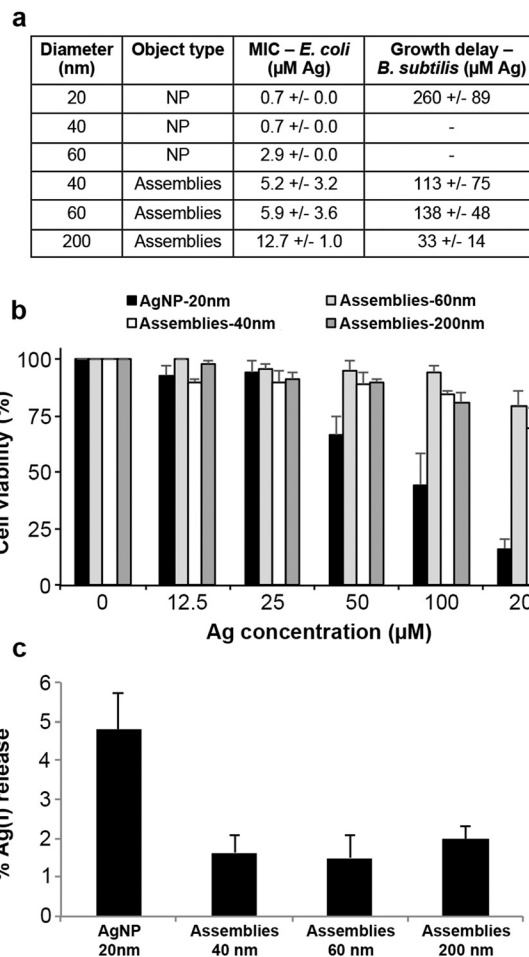 a
Diameter (nm) Object type MIC – E. coli (µM Ag) Growth delay – B. subtilis (µM Ag)
20 NP 0.7 +/- 0.0 260 +/- 89
40 NP 0.7 +/- 0.0 -
60 NP 2.9 +/- 0.0 -
40 Assemblies 5.2 +/- 3.2 113 +/- 75
60 Assemblies 5.9 +/- 3.6 138 +/- 48
200 Assemblies 12.7 +/- 1.0 33 +/- 14
b
AgNP-20nm Assemblies-60nm
Assemblies-40nm Assemblies-200nm
Cell viability (%)
100
75
50
25
0
0 12.5 25 50 100
Ag concentration (µM)
c
% Ag(I) release
6
5
4
3
2
1
0
AgNP Assemblies Assemblies Assemblies
20nm 40 nm 60 nm 200 nm